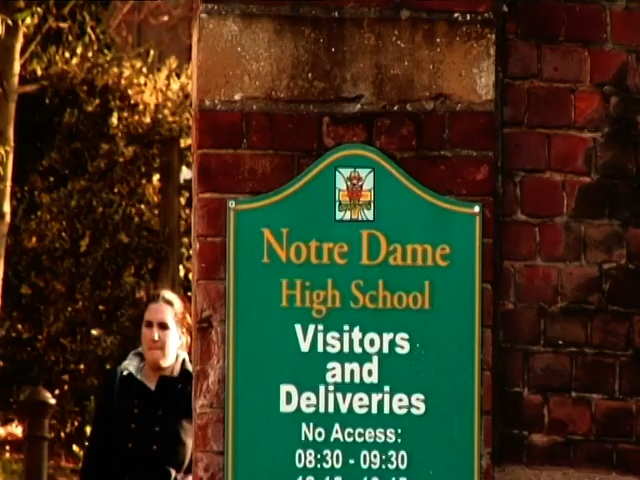 Notre Dame
High School
Visitors
and
Deliveries
No Access:
08:30 - 09:30